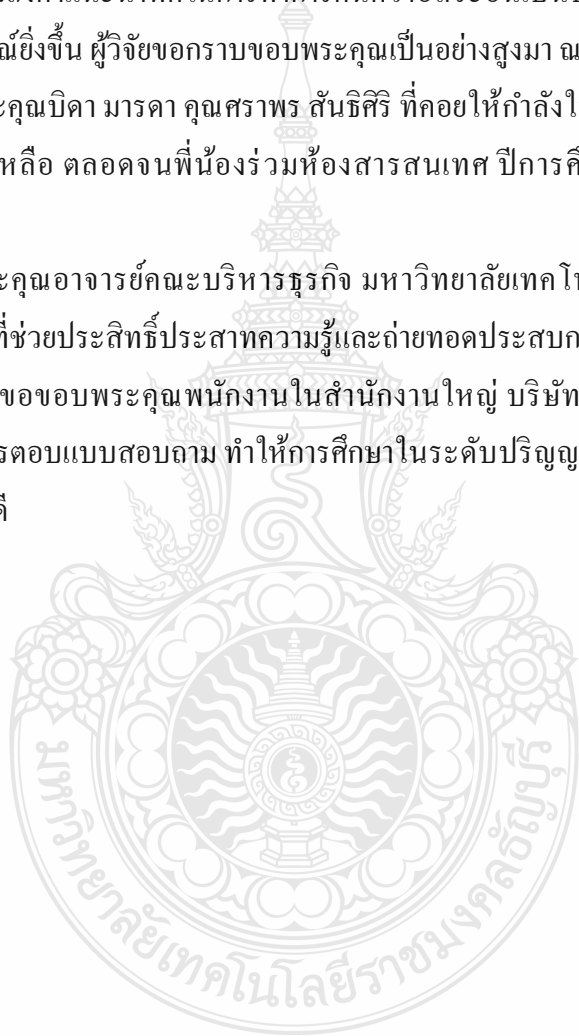 ณ์ยิ่งขึ้น ผู้วิจัยขอกราบขอบพระคุณเป็นอย่างสูงมา ณ
ะคุณบิดา มารดา คุณศราพร สันธิศิริ ที่คอยให้กำลังใ
หลือ ตลอดจนพี่น้องร่วมห้องสารสนเทศ ปีการศึ
ะคุณอาจารย์คณะบริหารธุรกิจ มหาวิทยาลัยเทคโน
ที่ช่วยประสิทธิ์ประสาทความรู้และถ่ายทอดประสบก
ขอขอบพระคุณพนักงานในสำนักงานใหญ่ บริษัท
รตอบแบบสอบถาม ทำให้การศึกษาในระดับปริญญ
ดี
มหาวิทยาลัยเทคโนโลยีราชมงคลธัญบุรี